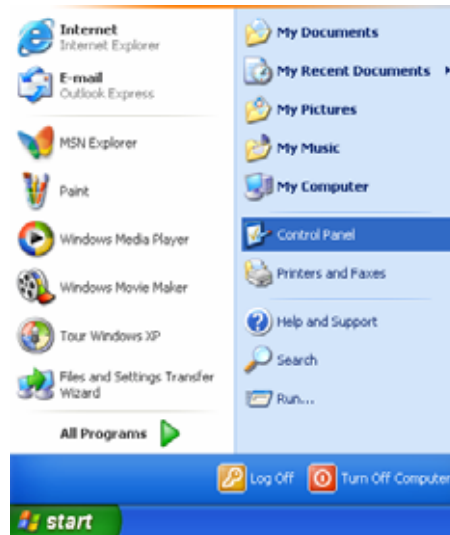 Internet
Internet Explorer
E-mail
Outlook Express
MSN Explorer
Paint
Windows Media Player
Windows Movie Maker
Tour Windows XP
Files and Settings Transfer
Wizard
All Programs
My Documents
My Recent Documents
My Pictures
My Music
My Computer
Control Panel
Printers and Faxes
Help and Support
Search
Run...
Log Off
Turn Off Computer
start